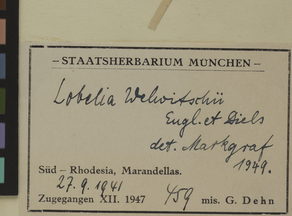 – STAATSHERBARIUM MÜNCHEN –
Lobelia Welwitschii
Engl. et Diels
det. Markgraf
1949.
Süd – Rhodesia, Marandellas.
27.9.1941
Zugegangen XII. 1947 459 mis. G. Dehn